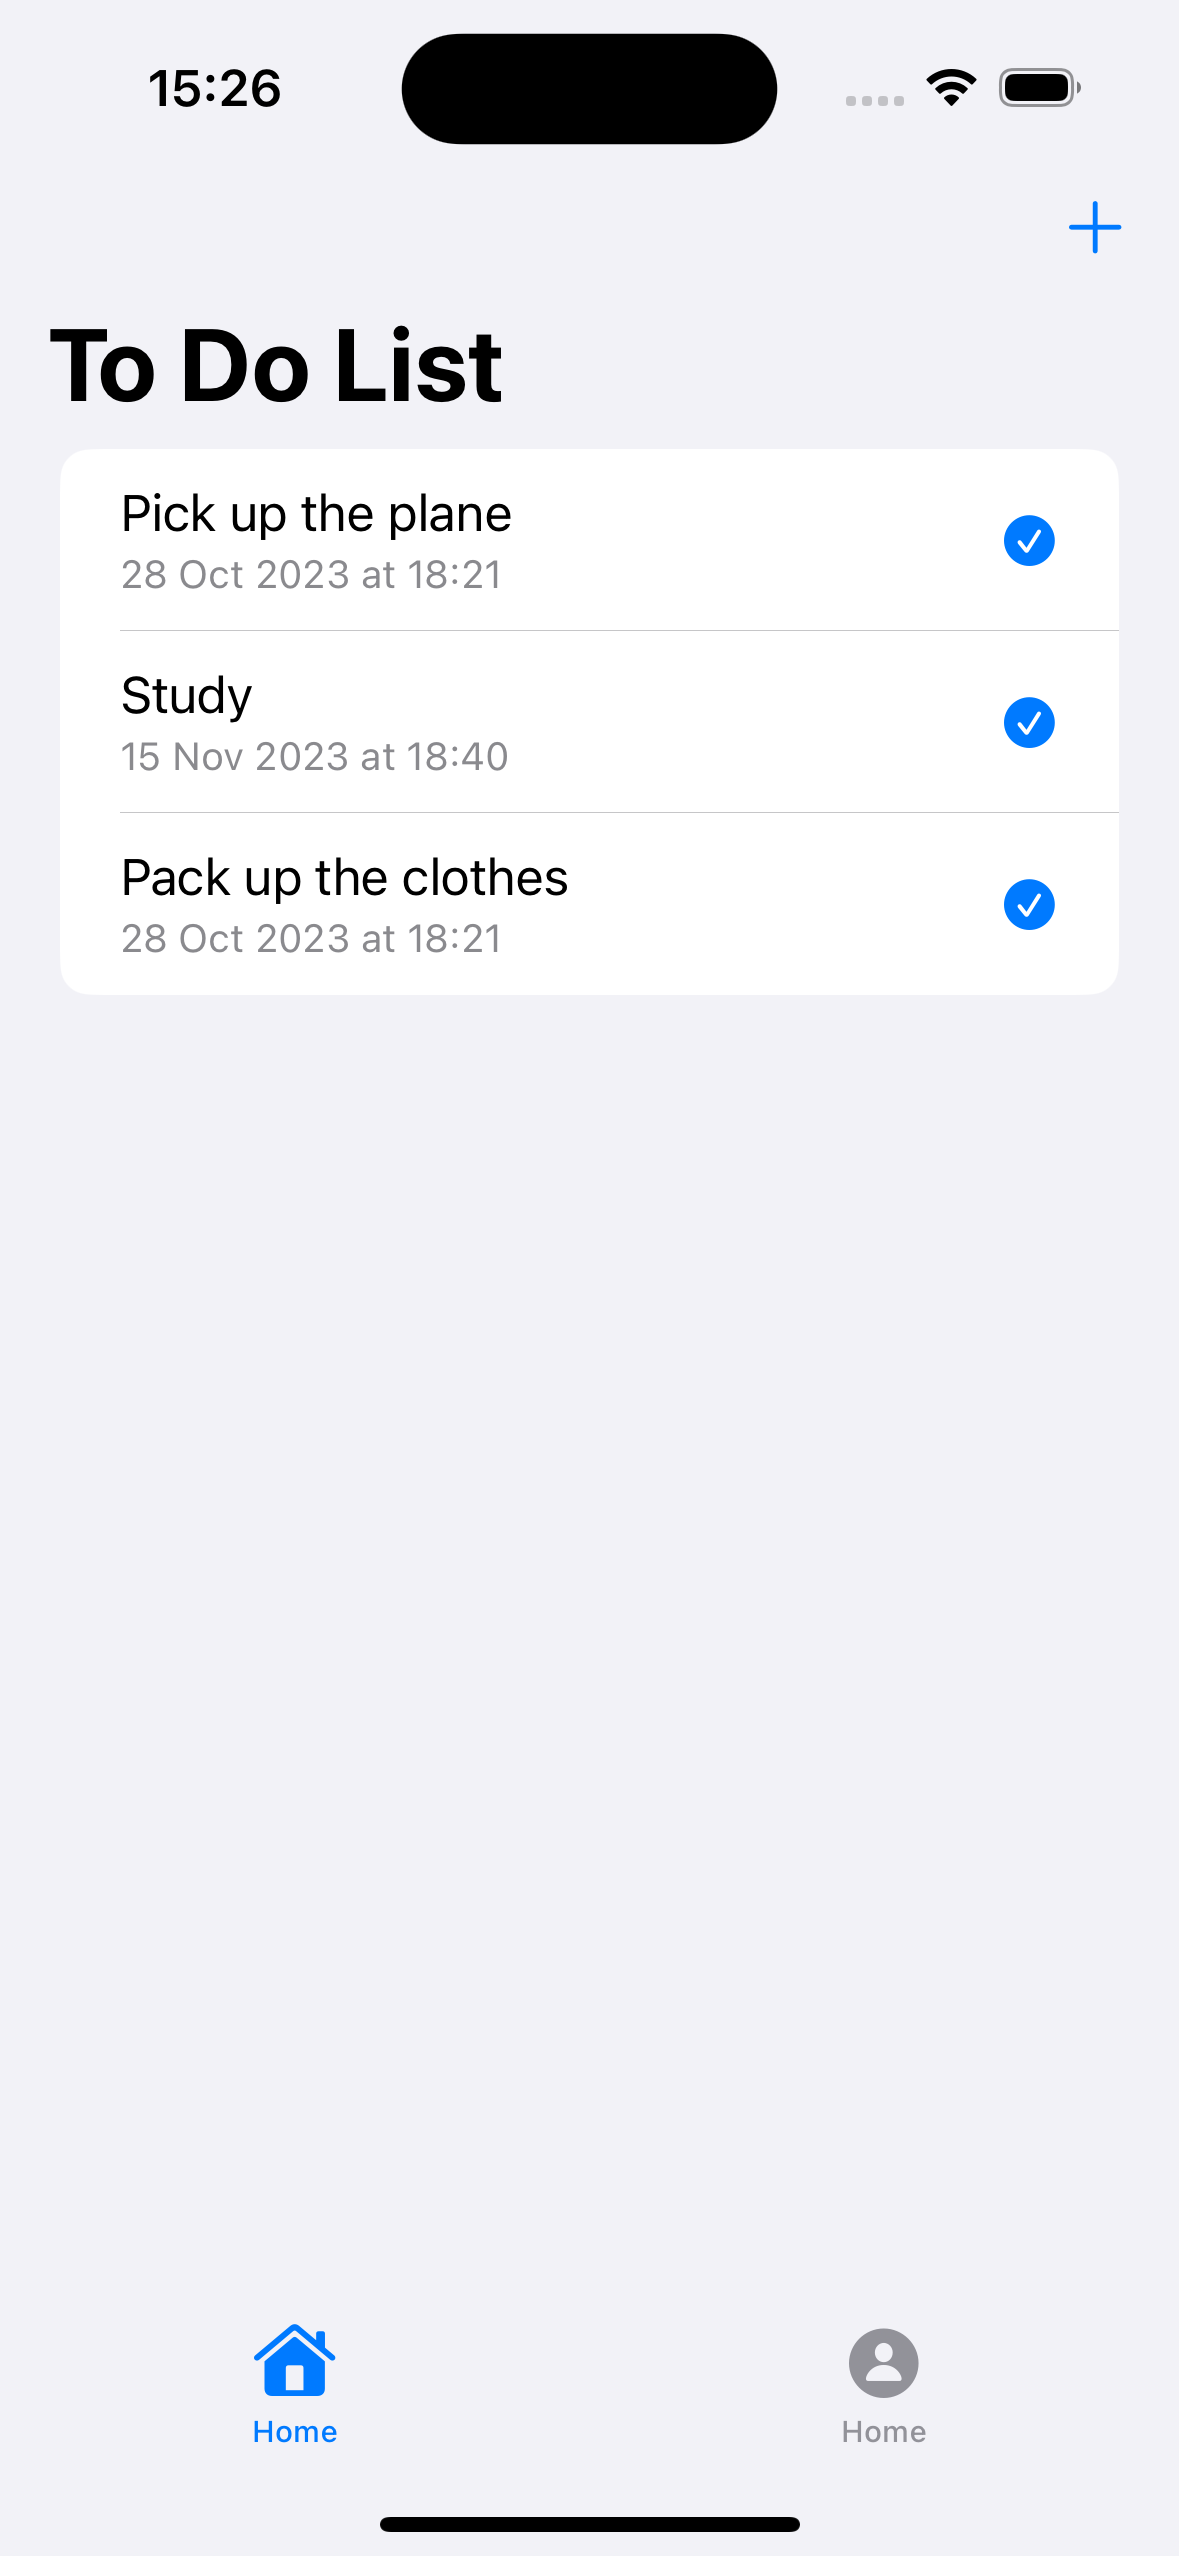 15:26
To Do List
Pick up the plane
28 Oct 2023 at 18:21
Study
15 Nov 2023 at 18:40
Pack up the clothes
28 Oct 2023 at 18:21
Home
Home